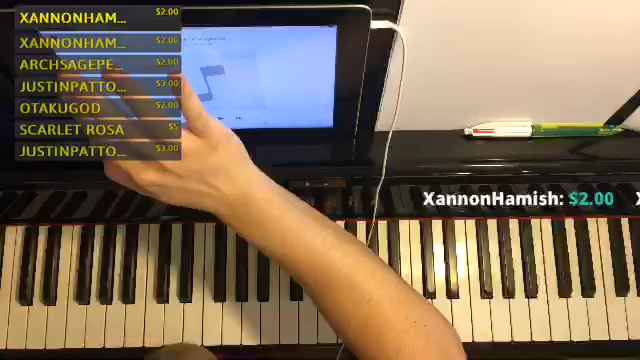 XANNONHAM... $2.00
XANNONHAM... $2.00
ARCHSAGEPE... $2.00
JUSTINPATTO... $3.00
OTAKUGOD $2.00
SCARLET ROSA $5
JUSTINPATTO... $3.00
XannonHamish: $2.00 X